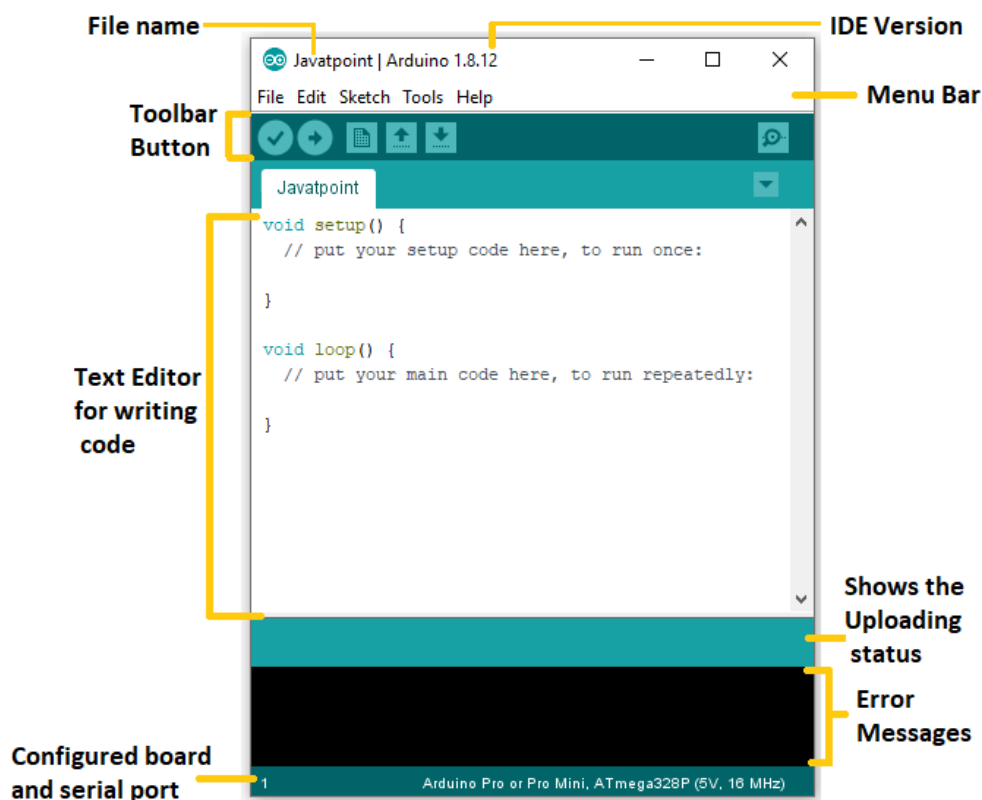 File name
IDE Version
Javatpoint | Arduino 1.8.12
File Edit Sketch Tools Help
Menu Bar
Toolbar
Button
Javatpoint
void setup() {
// put your setup code here, to run once:
}
void loop() {
// put your main code here, to run repeatedly:
}
Text Editor
for writing
code
Shows the
Uploading
status
Error
Messages
Configured board
and serial port
1
Arduino Pro or Pro Mini, ATmega328P (5V, 16 MHz)